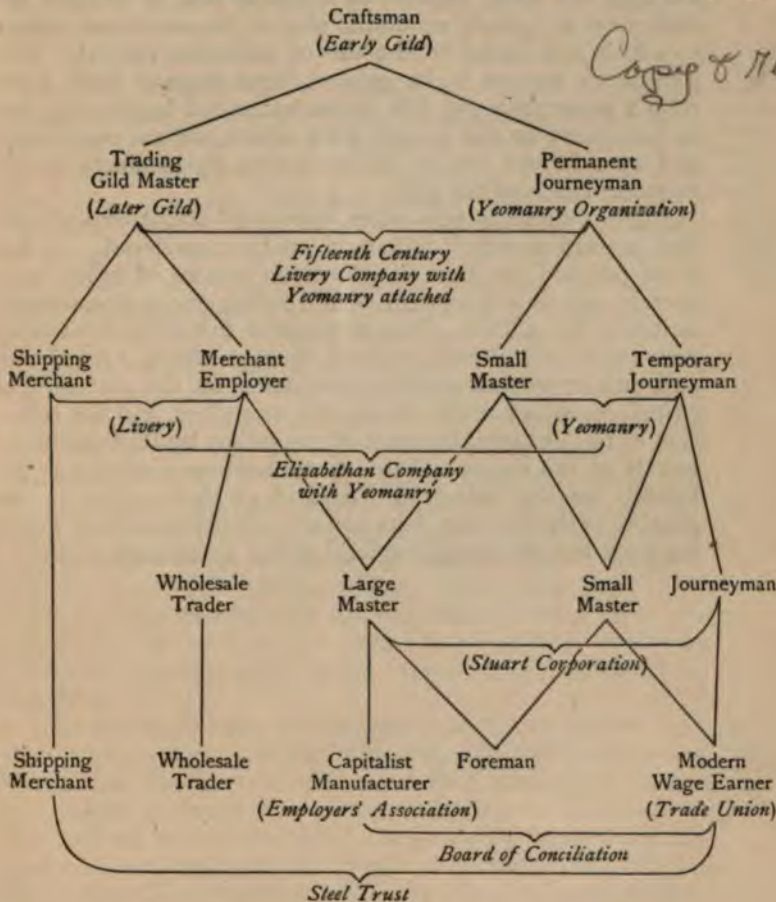 Craftsman
(Early Gild)
Copy of
Trading
Gild Master
(Later Gild)
Permanent
Journeyman
(Yeomanry Organization)
Fifteenth Century
Livery Company with
Yeomanry attached
Shipping
Merchant
Merchant
Employer
Small
Master
Temporary
Journeyman
(Livery)
(Yeomanry)
Elizabethan Company
with Yeomanry
Wholesale
Trader
Large
Master
Small
Master
Journeyman
(Stuart Corporation)
Shipping
Merchant
Wholesale
Trader
Capitalist
Manufacturer
(Employers' Association)
Foreman
Modern
Wage Earner
(Trade Union)
Board of Conciliation
Steel Trust